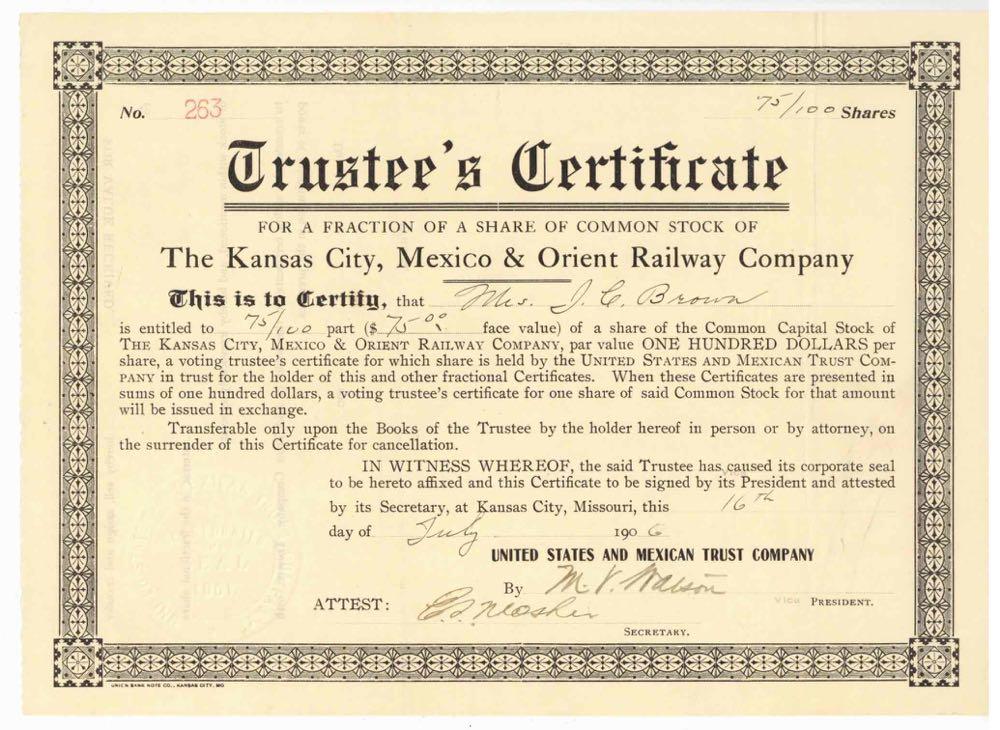 No. 263 75/100 Shares
Trustee's Certificate
FOR A FRACTION OF A SHARE OF COMMON STOCK OF
The Kansas City, Mexico & Orient Railway Company
This is to Certify, that Mrs. J. C. Brown
is entitled to 75/100 part ($ 75.00 face value) of a share of the Common Capital Stock of
THE KANSAS CITY, MEXICO & ORIENT RAILWAY COMPANY, par value ONE HUNDRED DOLLARS per
share, a voting trustee's certificate for which share is held by the UNITED STATES AND MEXICAN TRUST COM-
PANY in trust for the holder of this and other fractional Certificates. When these Certificates are presented in
sums of one hundred dollars, a voting trustee's certificate for one share of said Common Stock for that amount
will be issued in exchange.
Transferable only upon the Books of the Trustee by the holder hereof in person or by attorney, on
the surrender of this Certificate for cancellation.
IN WITNESS WHEREOF, the said Trustee has caused its corporate seal
Vice
to be hereto affixed and this Certificate to be signed by its President and attested
by its Secretary, at Kansas City, Missouri, this 16th
day of July 1906
UNITED STATES AND MEXICAN TRUST COMPANY
By M. V. Watson
Vice PRESIDENT.
ATTEST: Mosher
SECRETARY.
UNION BANK NOTE CO., KANSAS CITY, MO